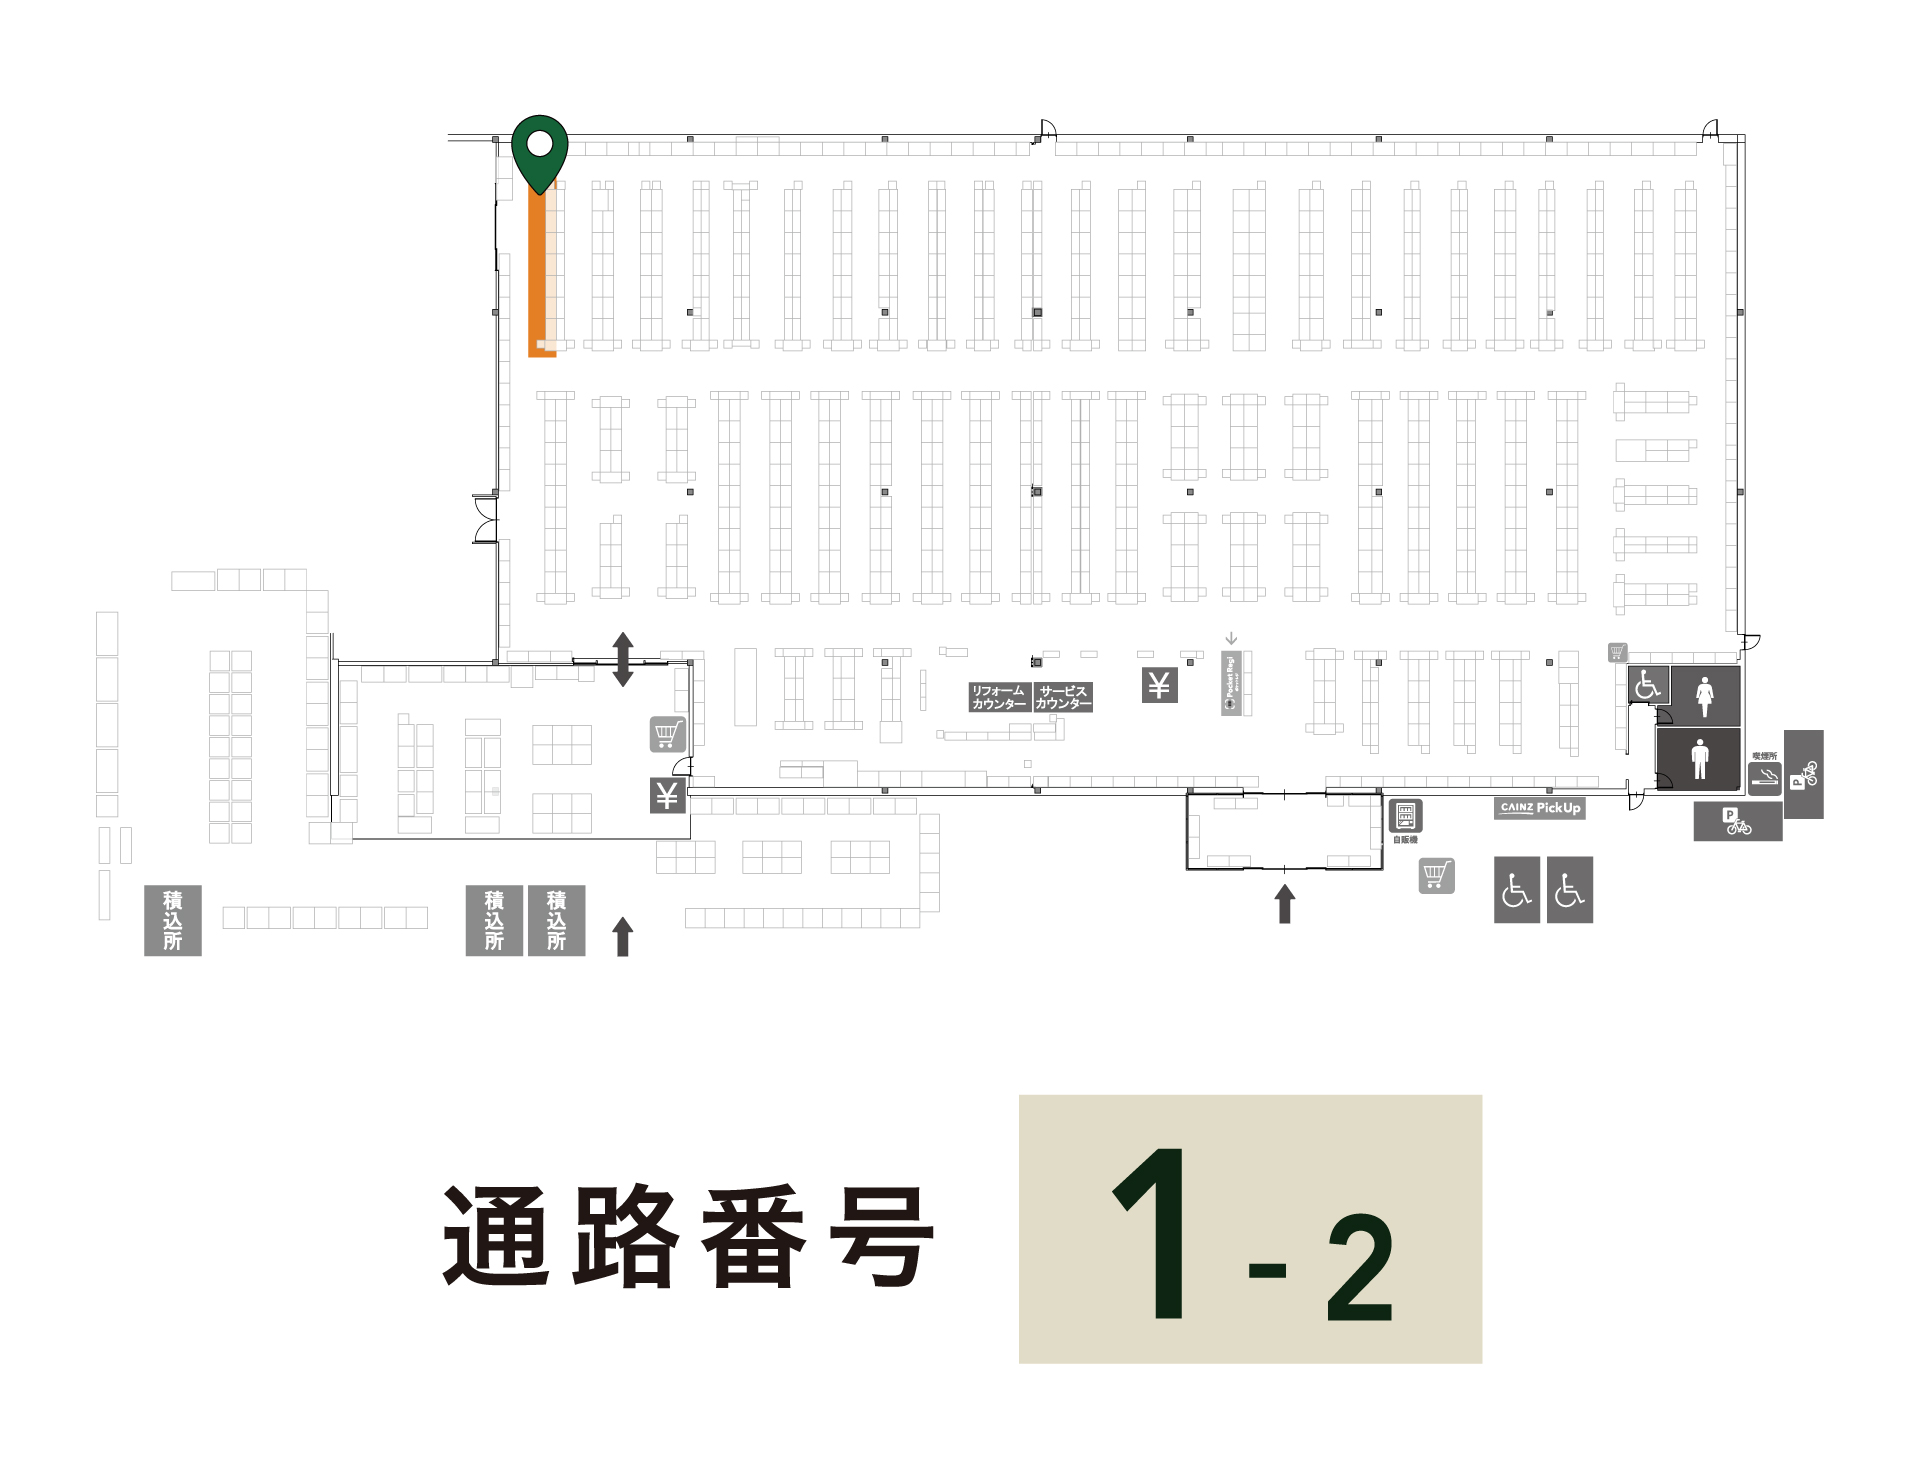 Pocket Regi
リフォーム
カウンター
サービス
カウンター
¥
¥
喫煙所
P
P
CAINZ PickUp
自販機
積込所
積込所
積込所
通路番号
1-2